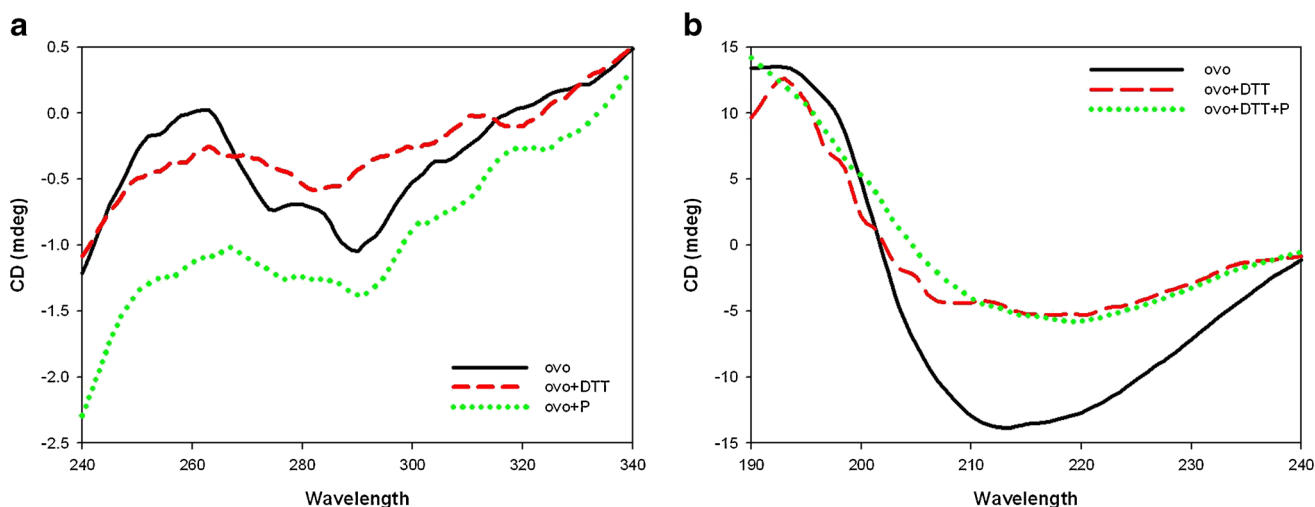 a
0.5
0.0
-0.5
-1.0
-1.5
-2.0
-2.5
CD (mdeg)
ovo
ovo+DTT
ovo+P
240 260 280 300 320 340
Wavelength
b
15
10
5
0
-5
-10
-15
CD (mdeg)
ovo
ovo+DTT
ovo+DTT+P
190 200 210 220 230 240
Wavelength